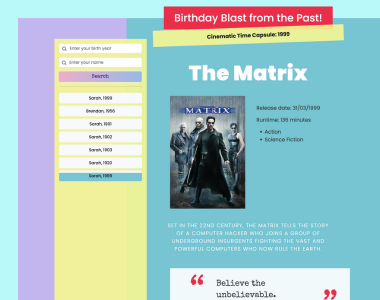 Birthday Blast from the Past!
Cinematic Time Capsule: 1999
Enter your birth year
Enter your name
Search
Sarah, 1990
Brendan, 1956
Sarah, 1991
Sarah, 1902
Sarah, 1903
Sarah, 1920
Sarah, 1999
The Matrix
MATRIX
Release date: 31/03/1999
Runtime: 136 minutes
• Action
• Science Fiction
SET IN THE 22ND CENTURY, THE MATRIX TELLS THE STORY
OF A COMPUTER HACKER WHO JOINS A GROUP OF
UNDERGROUND INSURGENTS FIGHTING THE VAST AND
POWERFUL COMPUTERS WHO NOW RULE THE EARTH
“ Believe the
unbelievable. ”